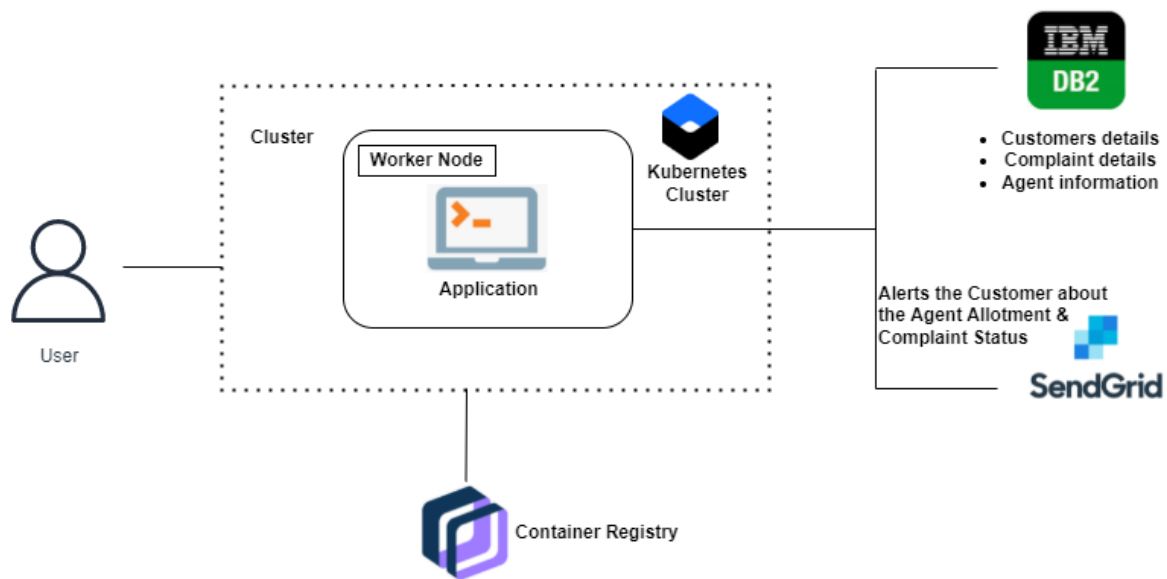 IBM
DB2
Customers details
Complaint details
Agent information
Cluster
Worker Node
Application
Kubernetes
Cluster
User
Alerts the Customer about
the Agent Allotment &
Complaint Status
SendGrid
Container Registry